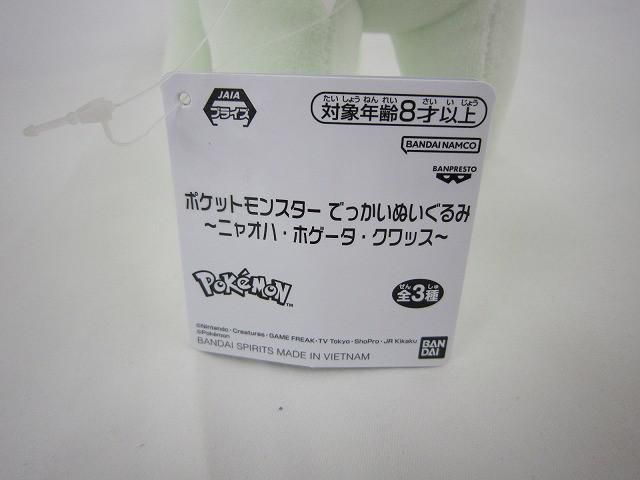 JAIA
プライズ
たいしょうねんれい さい いじょう
対象年齢8才以上
BANDAI NAMCO
BANPRESTO
ポケットモンスター でっかいぬいぐるみ
～ニャオハ・ホゲータ・クワッス～
POKéMON™
ぜん しゅ
全3種
©Nintendo・Creatures・GAME FREAK・TV Tokyo・ShoPro・JR Kikaku
©Pokémon
BANDAI SPIRITS MADE IN VIETNAM
BAN
DAI